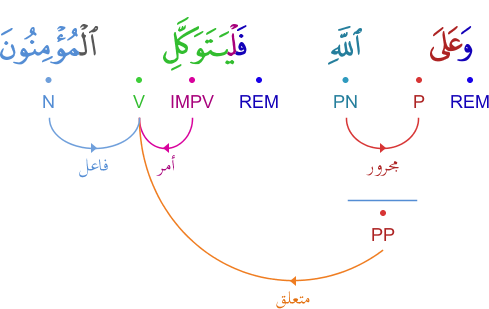 وَعَلَى ٱللَّهِ فَلْيَتَوَكَّلِ ٱلْمُؤْمِنُونَ
REM P PN REM IMPV V N
مجرور أمر فاعل
PP
متعلق